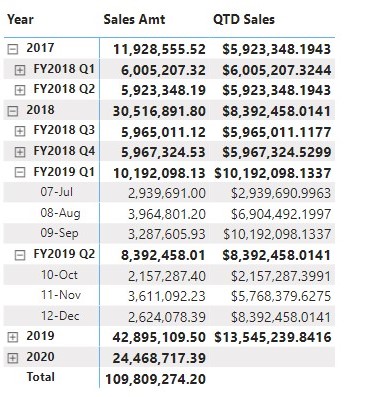 Year Sales Amt QTD Sales
2017 11,928,555.52 $5,923,348.1943
FY2018 Q1 6,005,207.32 $6,005,207.3244
FY2018 Q2 5,923,348.19 $5,923,348.1943
2018 30,516,891.80 $8,392,458.0141
FY2018 Q3 5,965,011.12 $5,965,011.1177
FY2018 Q4 5,967,324.53 $5,967,324.5299
FY2019 Q1 10,192,098.13 $10,192,098.1337
07-Jul 2,939,691.00 $2,939,690.9963
08-Aug 3,964,801.20 $6,904,492.1997
09-Sep 3,287,605.93 $10,192,098.1337
FY2019 Q2 8,392,458.01 $8,392,458.0141
10-Oct 2,157,287.40 $2,157,287.3991
11-Nov 3,611,092.23 $5,768,379.6275
12-Dec 2,624,078.39 $8,392,458.0141
2019 42,895,109.50 $13,545,239.8416
2020 24,468,717.39
Total 109,809,274.20